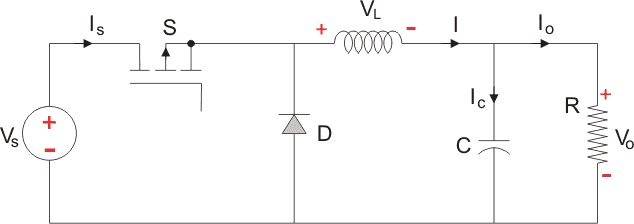 Is S + VL - I Io
Vs + - D Ic C R + Vo -